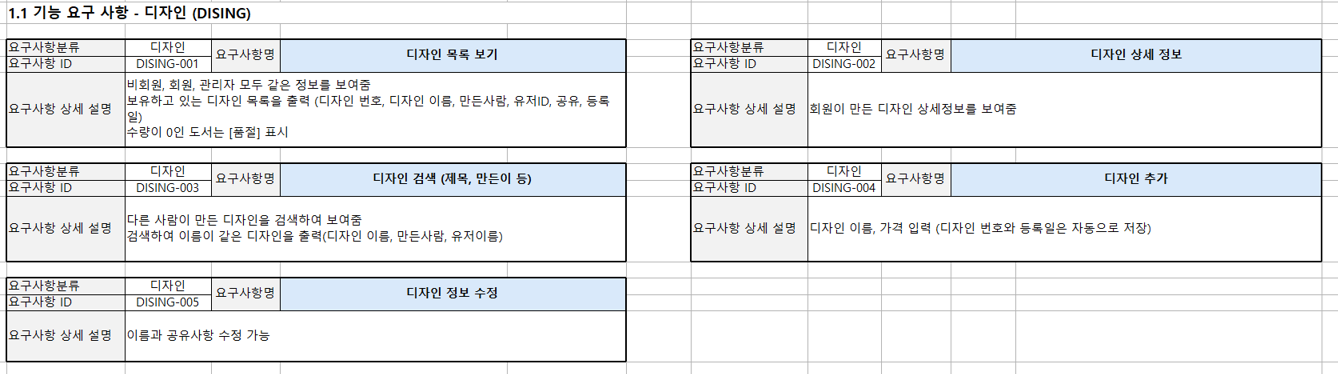 1.1 기능 요구 사항 - 디자인 (DISING)
요구사항분류 디자인 요구사항명 디자인 목록 보기
요구사항 ID DISING-001
요구사항 상세 설명
비회원, 회원, 관리자 모두 같은 정보를 보여줌
보유하고 있는 디자인 목록을 출력 (디자인 번호, 디자인 이름, 만든사람, 유저ID, 공유, 등록
일)
수량이 0인 도서는 [품절] 표시
요구사항분류 디자인 요구사항명 디자인 상세 정보
요구사항 ID DISING-002
요구사항 상세 설명 회원이 만든 디자인 상세정보를 보여줌
요구사항분류 디자인 요구사항명 디자인 검색 (제목, 만든이 등)
요구사항 ID DISING-003
요구사항 상세 설명
다른 사람이 만든 디자인을 검색하여 보여줌
검색하여 이름이 같은 디자인을 출력(디자인 이름, 만든사람, 유저이름)
요구사항분류 디자인 요구사항명 디자인 추가
요구사항 ID DISING-004
요구사항 상세 설명 디자인 이름, 가격 입력 (디자인 번호와 등록일은 자동으로 저장)
요구사항분류 디자인 요구사항명 디자인 정보 수정
요구사항 ID DISING-005
요구사항 상세 설명 이름과 공유사항 수정 가능